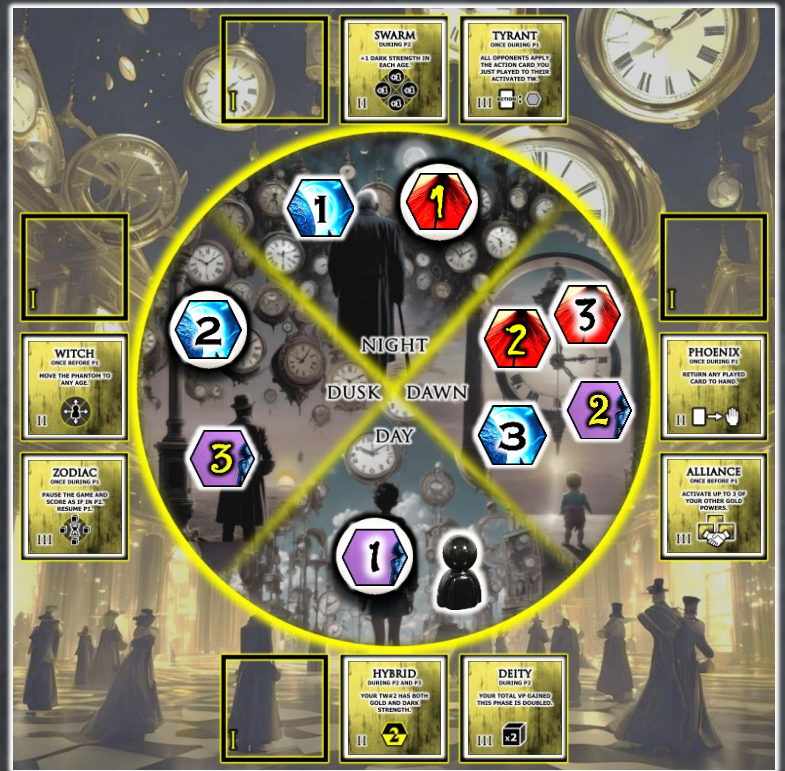 I
SWARM
DURING P2
+1 DARK STRENGTH IN
EACH AGE.
+1
+1
+1
+1
II
TYRANT
ONCE DURING P1
ALL OPPONENTS APPLY
THE ACTION CARD YOU
JUST PLAYED TO THEIR
ACTIVATED TW.
ACTION :
III
1
1
I
I
2
2
3
WITCH
ONCE BEFORE P1
MOVE THE PHANTOM TO
ANY AGE.
II
NIGHT
DUSK
DAWN
DAY
3
2
PHOENIX
ONCE DURING P1
RETURN ANY PLAYED
CARD TO HAND.
II
3
ZODIAC
ONCE DURING P1
PAUSE THE GAME AND
SCORE AS IF IN P2.
RESUME P1.
III
ALLIANCE
ONCE BEFORE P1
ACTIVATE UP TO 3 OF
YOUR OTHER GOLD
POWERS.
III
1
I
HYBRID
DURING P2 AND P3
YOUR TW#2 HAS BOTH
GOLD AND DARK
STRENGTH.
II
2
DEITY
DURING P2
YOUR TOTAL VP GAINED
THIS PHASE IS DOUBLED.
III
X2